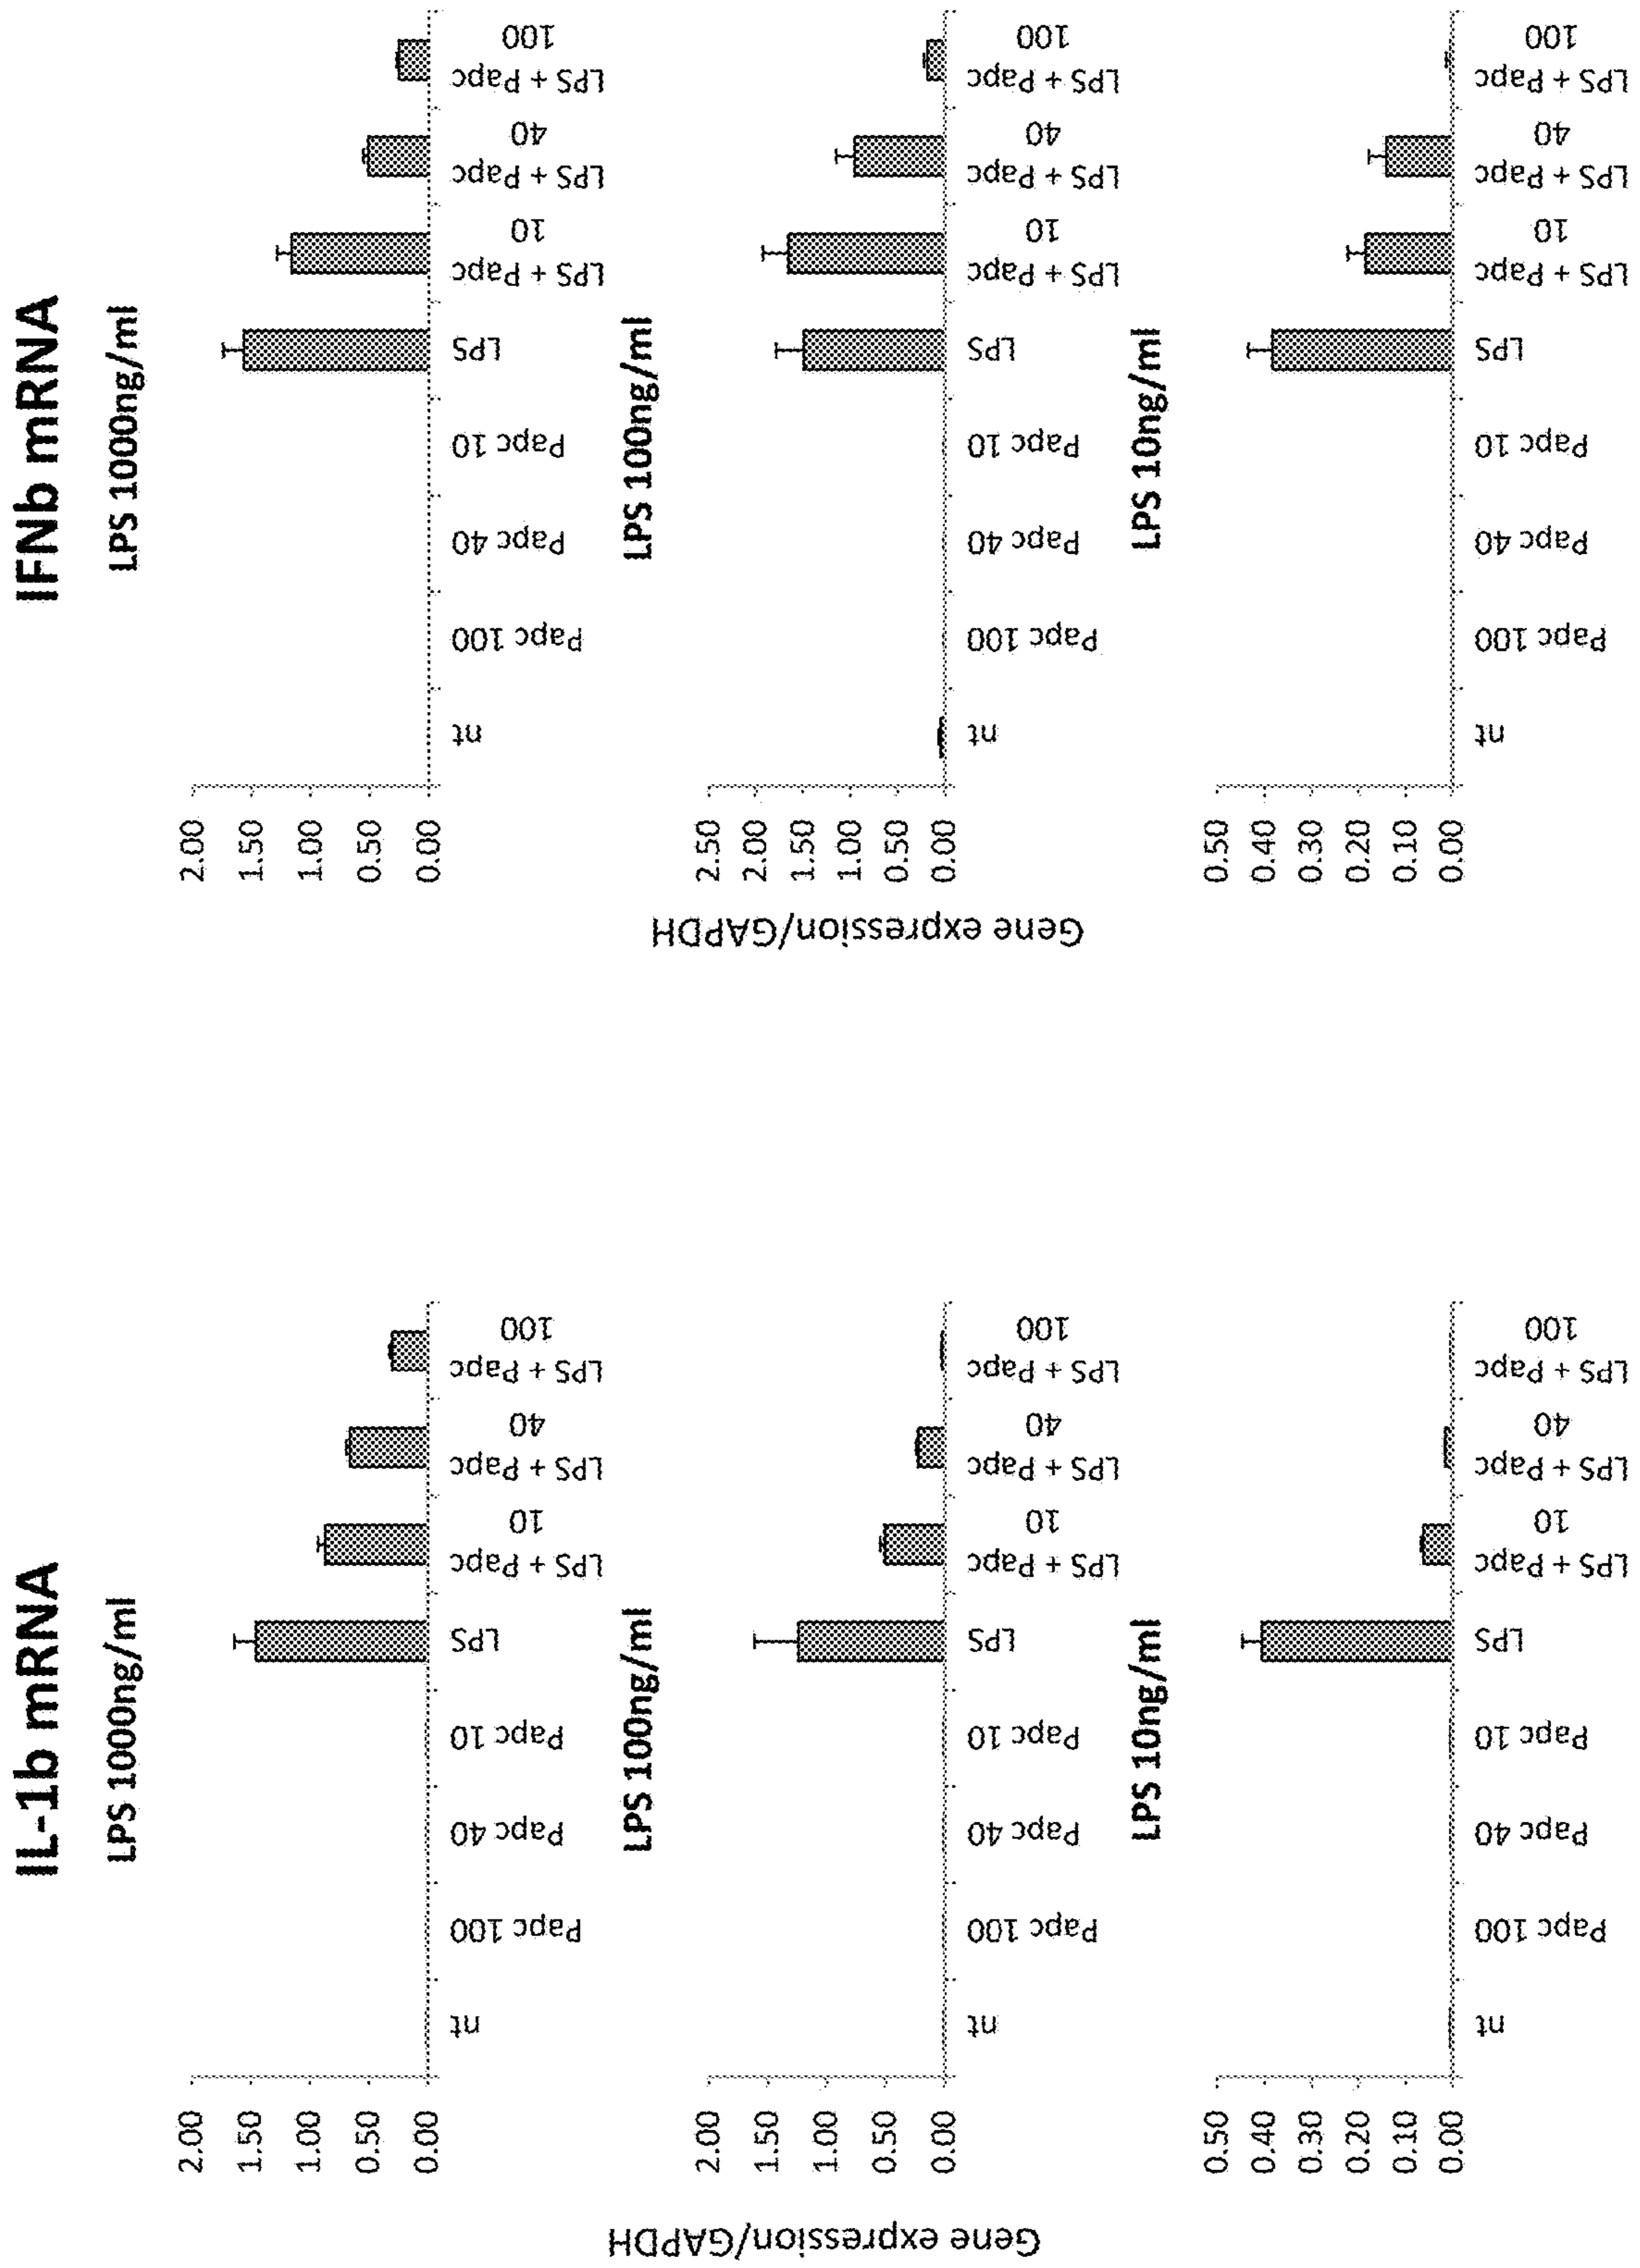 IL-1b mRNA
LPS 1000ng/ml
2.00
1.50
1.00
0.50
0.00
nt
Papc 100
Papc 40
Papc 10
LPS
LPS + Papc
10
LPS + Papc
40
LPS + Papc
100
LPS 100ng/ml
Gene expression/GAPDH
2.00
1.50
1.00
0.50
0.00
nt
Papc 100
Papc 40
Papc 10
LPS
LPS + Papc
10
LPS + Papc
40
LPS + Papc
100
LPS 10ng/ml
0.50
0.40
0.30
0.20
0.10
0.00
nt
Papc 100
Papc 40
Papc 10
LPS
LPS + Papc
10
LPS + Papc
40
LPS + Papc
100
IFNb mRNA
LPS 1000ng/ml
2.00
1.50
1.00
0.50
0.00
nt
Papc 100
Papc 40
Papc 10
LPS
LPS + Papc
10
LPS + Papc
40
LPS + Papc
100
LPS 100ng/ml
Gene expression/GAPDH
2.50
2.00
1.50
1.00
0.50
0.00
nt
Papc 100
Papc 40
Papc 10
LPS
LPS + Papc
10
LPS + Papc
40
LPS + Papc
100
LPS 10ng/ml
0.50
0.40
0.30
0.20
0.10
0.00
nt
Papc 100
Papc 40
Papc 10
LPS
LPS + Papc
10
LPS + Papc
40
LPS + Papc
100